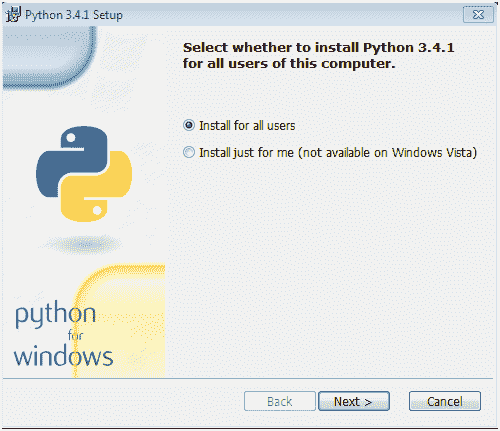 Python 3.4.1 Setup
Select whether to install Python 3.4.1
for all users of this computer.
Install for all users
Install just for me (not available on Windows Vista)
python
for
windows
Back
Next >
Cancel